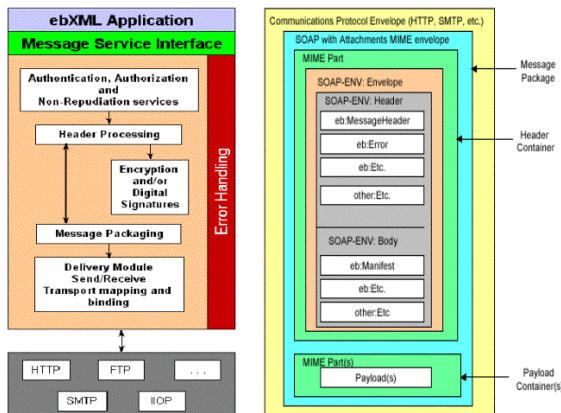 ebXML Application
Message Service Interface
Authentication, Authorization
and
Non-Repudiation services
Header Processing
Encryption
and/or
Digital
Signatures
Message Packaging
Delivery Module
Send/Receive
Transport mapping and
binding
Error Handling
HTTP
FTP
. . .
SMTP
IIOP
Communications Protocol Envelope (HTTP, SMTP, etc.)
SOAP with Attachments MIME envelope
MIME Part
SOAP-ENV: Envelope
SOAP-ENV: Header
eb:MessageHeader
eb:Error
eb:Etc.
other:Etc.
SOAP-ENV: Body
eb:Manifest
eb:Etc.
other:Etc
MIME Part(s)
Payload(s)
Message
Package
Header
Container
Payload
Container(s)